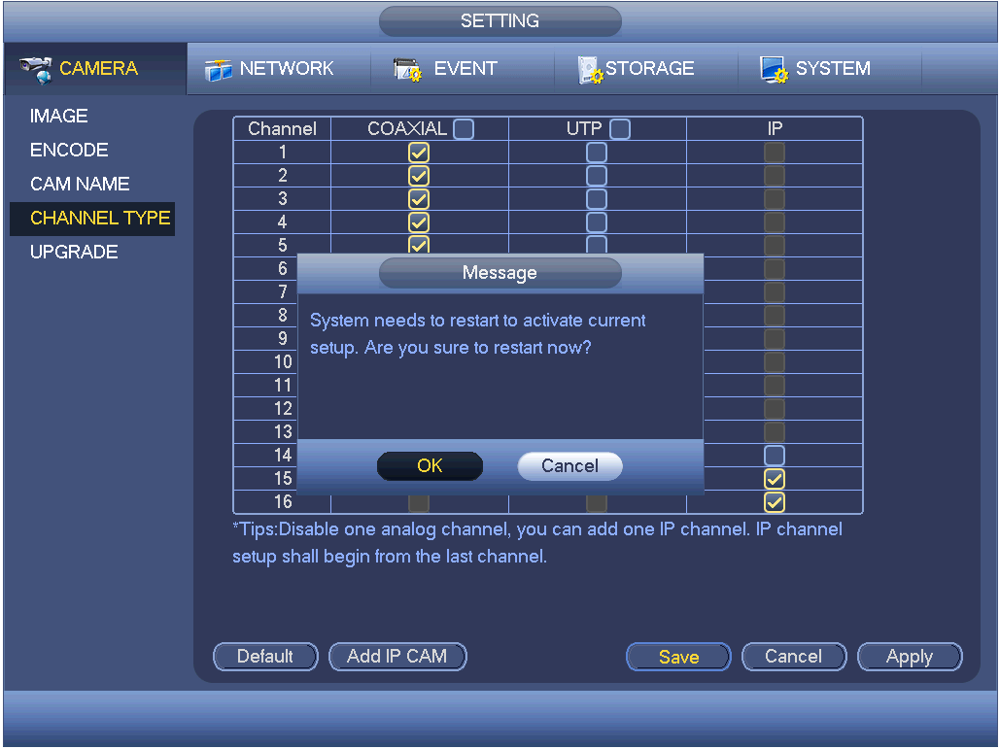 SETTING
CAMERA NETWORK EVENT STORAGE SYSTEM
IMAGE
ENCODE
CAM NAME
CHANNEL TYPE
UPGRADE
Channel COAXIAL UTP IP
1
2
3
4
5
6
7
8
9
10
11
12
13
14
15
16
Message
System needs to restart to activate current
setup. Are you sure to restart now?
OK Cancel
*Tips:Disable one analog channel, you can add one IP channel. IP channel
setup shall begin from the last channel.
Default Add IP CAM Save Cancel Apply